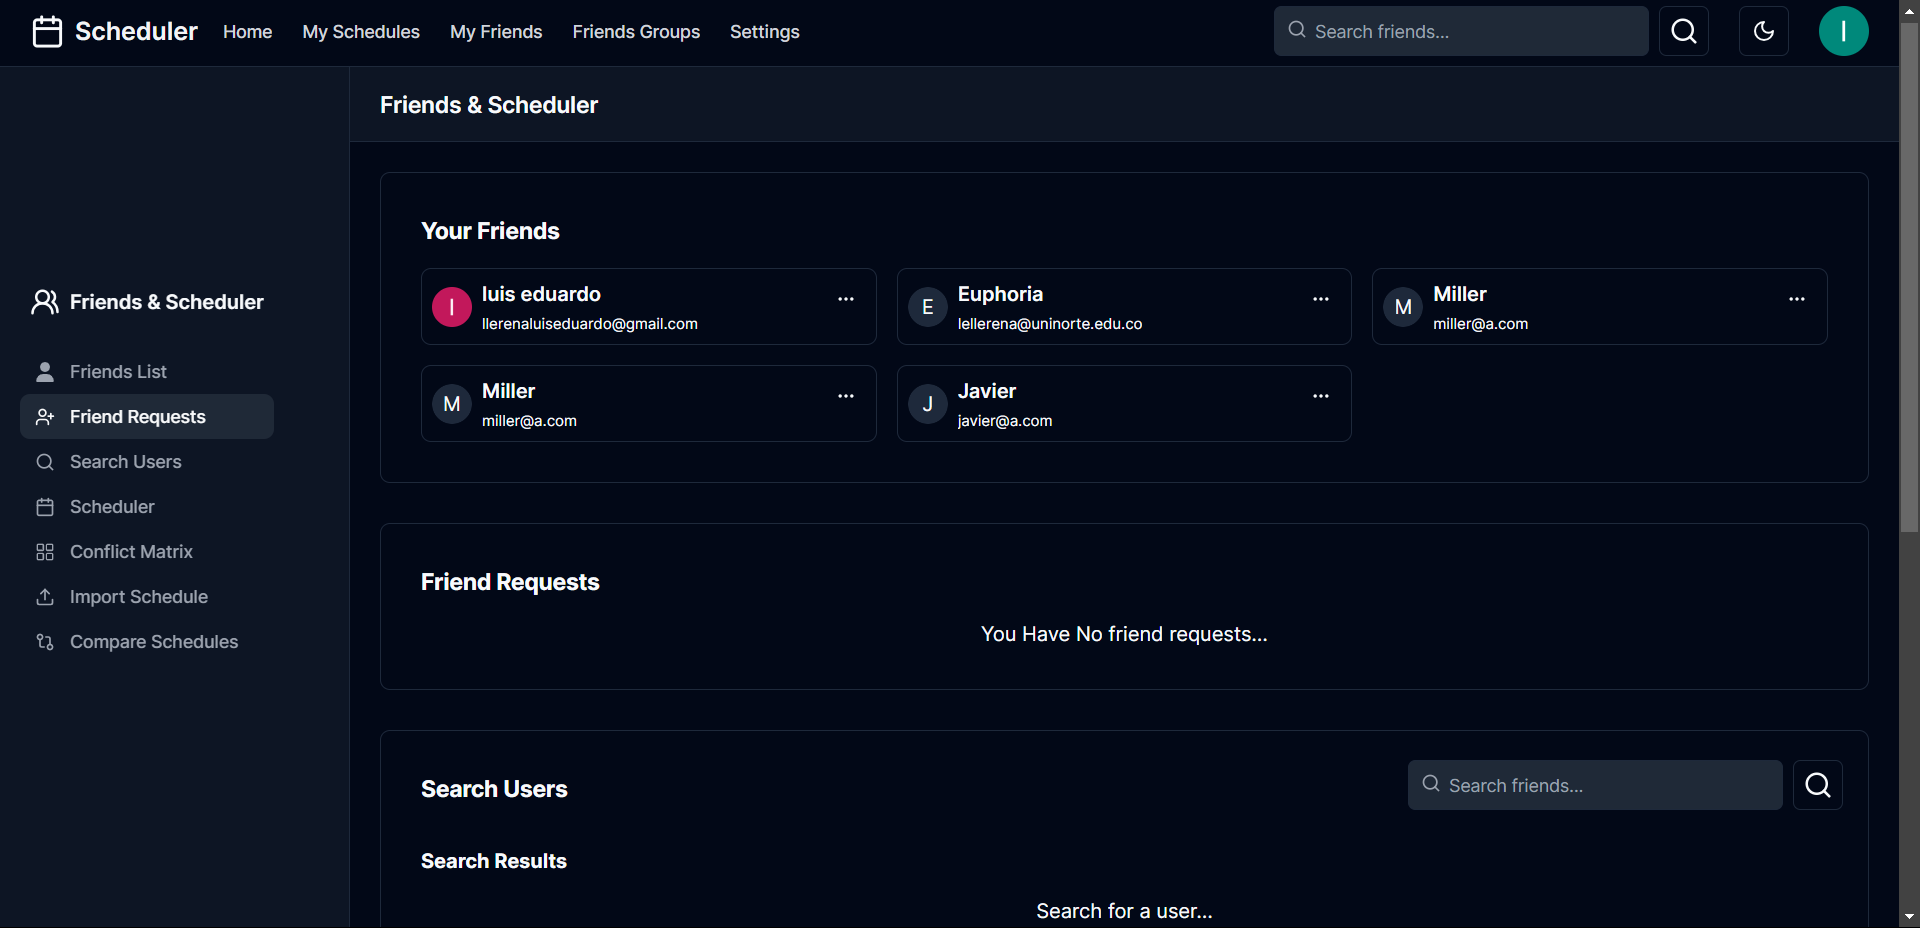 Scheduler Home My Schedules My Friends Friends Groups Settings Search friends... I
Friends & Scheduler
Friends & Scheduler
Friends List
Friend Requests
Search Users
Scheduler
Conflict Matrix
Import Schedule
Compare Schedules
Your Friends
l
luis eduardo
llerenaluiseduardo@gmail.com
E
Euphoria
lellerena@uninorte.edu.co
M
Miller
miller@a.com
M
Miller
miller@a.com
J
Javier
javier@a.com
Friend Requests
You Have No friend requests...
Search Users
Search friends...
Search Results
Search for a user...